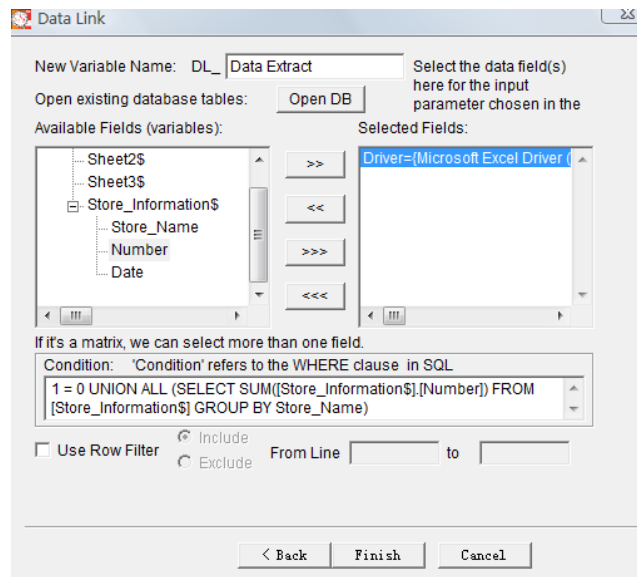 Data Link
New Variable Name: DL_ Data Extract
Select the data field(s)
here for the input
parameter chosen in the
Open existing database tables: Open DB
Available Fields (variables): Selected Fields:
Sheet2$
Sheet3$
Store_Information$
Store_Name
Number
Date
>>
<<
>>>
<<<
Driver={Microsoft Excel Driver (
If it's a matrix, we can select more than one field.
Condition: 'Condition' refers to the WHERE clause in SQL
1 = 0 UNION ALL (SELECT SUM([Store_Information$].[Number]) FROM
[Store_Information$] GROUP BY Store_Name)
Use Row Filter
Include
Exclude
From Line to
< Back Finish Cancel